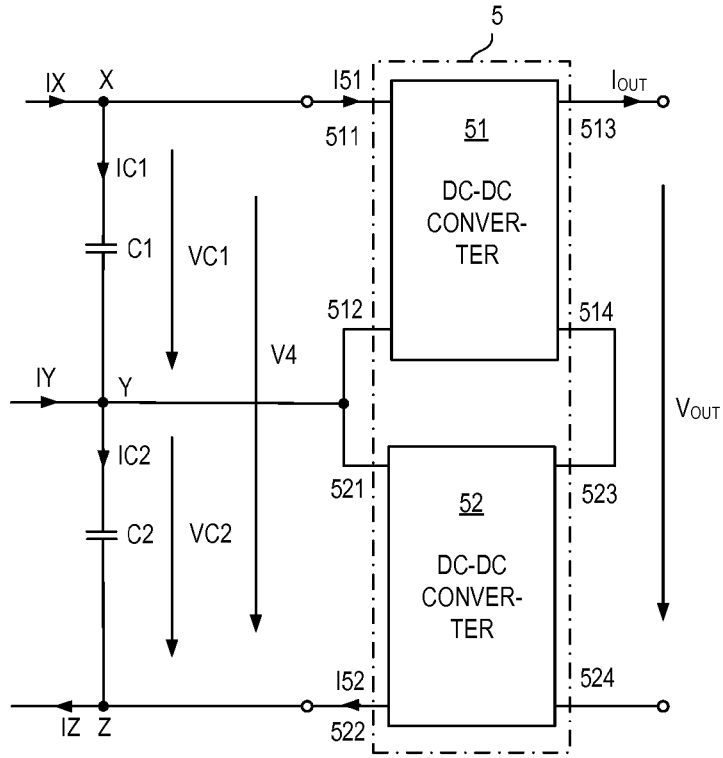 5
IX
X
I51
IOUT
511
51
513
DC-DC
CONVER-
TER
IC1
C1
VC1
512
514
V4
IY
Y
VOUT
IC2
521
523
C2
VC2
52
DC-DC
CONVER-
TER
I52
524
IZ
Z
522